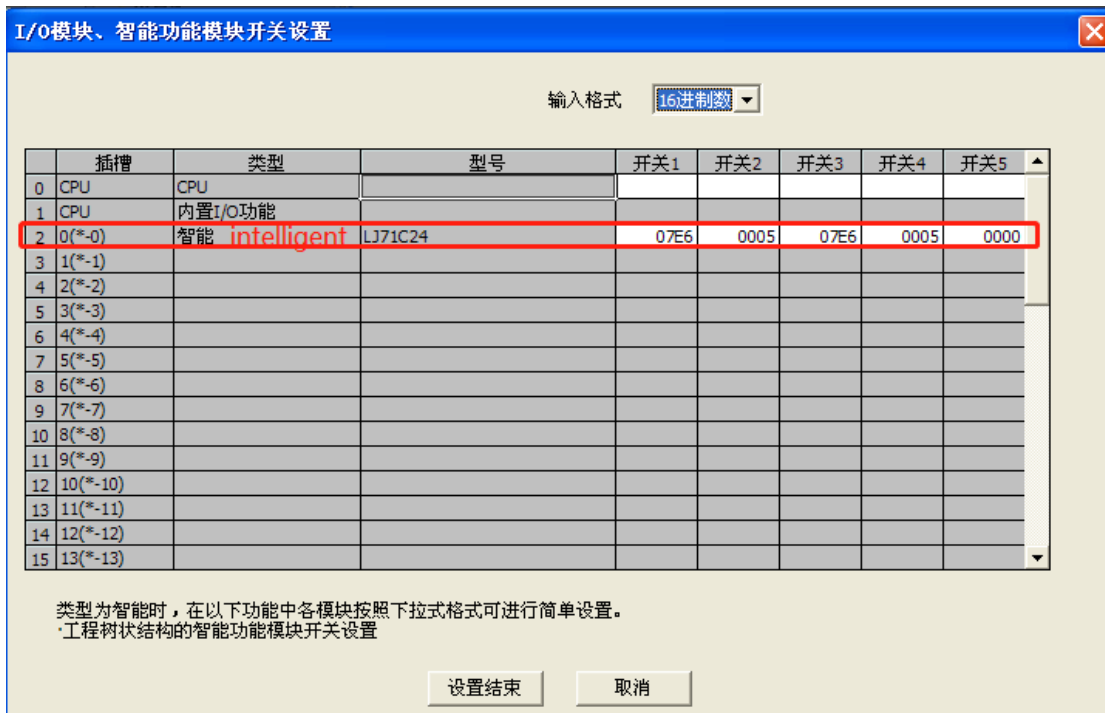 I/O模块、智能功能模块开关设置
输入格式 16进制数
插槽 类型 型号 开关1 开关2 开关3 开关4 开关5
0 CPU CPU
1 CPU 内置I/O功能
2 0(*-0) 智能 intelligent LJ71C24 07E6 0005 07E6 0005 0000
3 1(*-1)
4 2(*-2)
5 3(*-3)
6 4(*-4)
7 5(*-5)
8 6(*-6)
9 7(*-7)
10 8(*-8)
11 9(*-9)
12 10(*-10)
13 11(*-11)
14 12(*-12)
15 13(*-13)
类型为智能时，在以下功能中各模块按照下拉式格式可进行简单设置。
·工程树状结构的智能功能模块开关设置
设置结束 取消